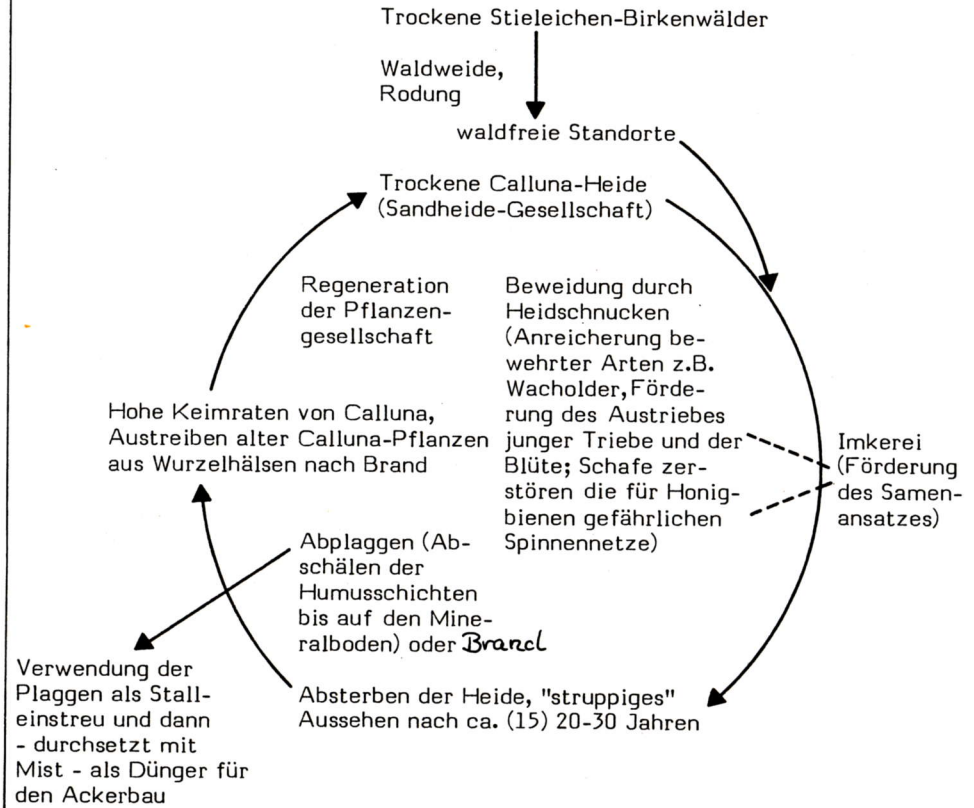 Trockene Stieleichen-Birkenwälder
Waldweide,
Rodung
waldfreie Standorte
Trockene Calluna-Heide
(Sandheide-Gesellschaft)
Regeneration
der Pflanzen-
gesellschaft
Beweidung durch
Heidschnucken
(Anreicherung be-
wehrter Arten z.B.
Wacholder,Förde-
rung des Austriebes
junger Triebe und der
Blüte; Schafe zer-
stören die für Honig-
bienen gefährlichen
Spinnennetze)
Imkerei
(Förderung
des Samen-
ansatzes)
Hohe Keimraten von Calluna,
Austreiben alter Calluna-Pflanzen
aus Wurzelhälsen nach Brand
Abplaggen (Ab-
schälen der
Humusschichten
bis auf den Mine-
ralboden) oder Brand
Verwendung der
Plaggen als Stall-
einstreu und dann
- durchsetzt mit
Mist - als Dünger für
den Ackerbau
Absterben der Heide, "struppiges"
Aussehen nach ca. (15) 20-30 Jahren